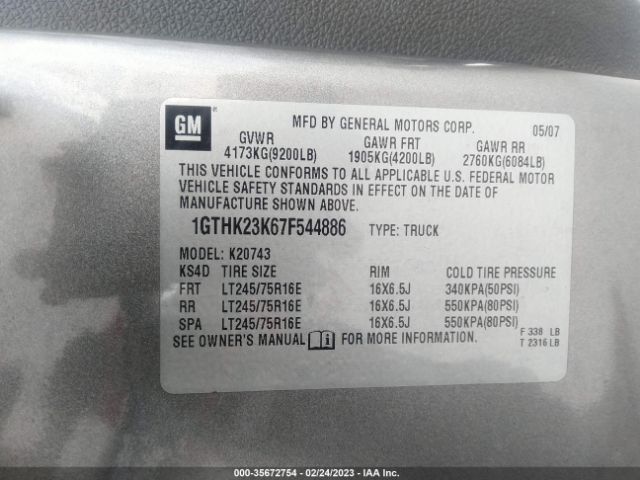 GM
MFD BY GENERAL MOTORS CORP. 05/07
GVWR GAWR FRT GAWR RR
4173KG(9200LB) 1905KG(4200LB) 2760KG(6084LB)
THIS VEHICLE CONFORMS TO ALL APPLICABLE U.S. FEDERAL MOTOR
VEHICLE SAFETY STANDARDS IN EFFECT ON THE DATE OF
MANUFACTURE SHOWN ABOVE.
1GTHK23K67F544886 TYPE: TRUCK
MODEL: K20743
KS4D TIRE SIZE RIM COLD TIRE PRESSURE
FRT LT245/75R16E 16X6.5J 340KPA(50PSI)
RR LT245/75R16E 16X6.5J 550KPA(80PSI)
SPA LT245/75R16E 16X6.5J 550KPA(80PSI)
F 338 LB
SEE OWNER'S MANUAL FOR MORE INFORMATION. T 2316 LB
000-35672754 - 02/24/2023 - IAA Inc.